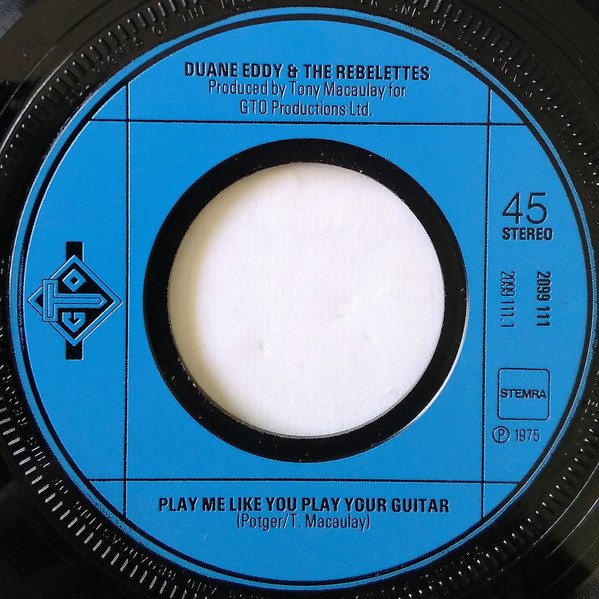 DUANE EDDY & THE REBELETTES
Produced by Tony Macaulay for
GTO Productions Ltd.
45
STEREO
GTO
2099 111
2099 111.1
STEMRA
Ⓟ 1975
PLAY ME LIKE YOU PLAY YOUR GUITAR
(Potger/T. Macaulay)